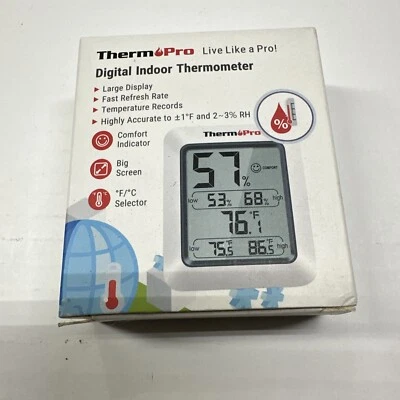 ThermoPro Live Like a Pro!
Digital Indoor Thermometer
Large Display
Fast Refresh Rate
Temperature Records
Highly Accurate to ±1°F and 2~3% RH
%
Comfort
Indicator
Big
Screen
°F/°C
°F/°C
Selector
ThermoPro
57%
COMFORT
low 53% 68% high
76.1°F
low 75.5°F 86.5°F high